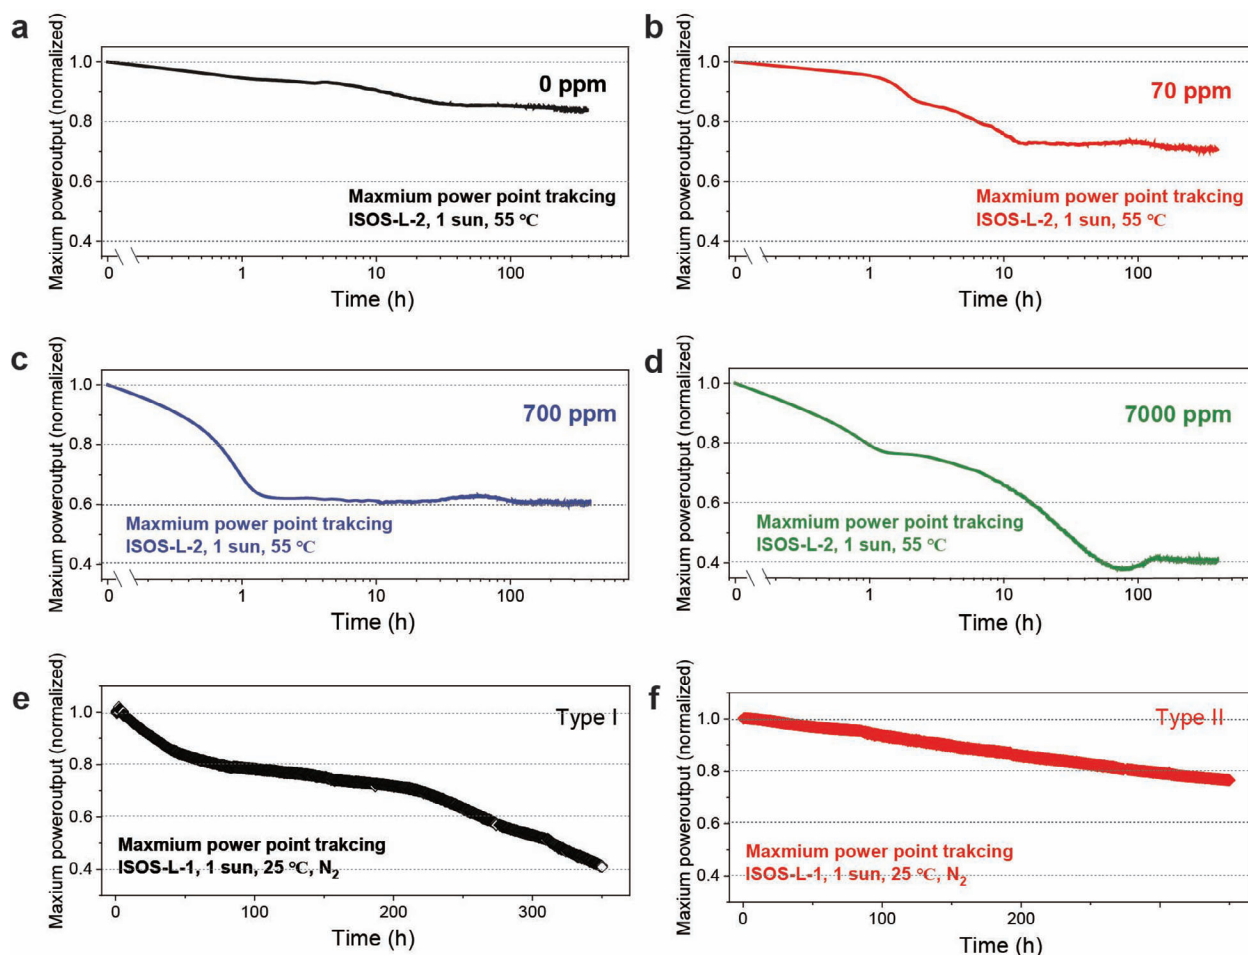 a
Maxium poweroutput (normalized)
1.0
0.8
0.6
0.4
0 ppm
Maxmium power point trakcing
ISOS-L-2, 1 sun, 55 °C
0
1
10
100
Time (h)
b
Maxium poweroutput (normalized)
1.0
0.8
0.6
0.4
70 ppm
Maxmium power point trakcing
ISOS-L-2, 1 sun, 55 °C
0
1
10
100
Time (h)
c
Maxium poweroutput (normalized)
1.0
0.8
0.6
0.4
700 ppm
Maxmium power point trakcing
ISOS-L-2, 1 sun, 55 °C
0
1
10
100
Time (h)
d
Maxium poweroutput (normalized)
1.0
0.8
0.6
0.4
7000 ppm
Maxmium power point trakcing
ISOS-L-2, 1 sun, 55 °C
0
1
10
100
Time (h)
e
Maxium poweroutput (normalized)
1.0
0.8
0.6
0.4
Type I
Maxmium power point trakcing
ISOS-L-1, 1 sun, 25 °C, N₂
0
100
200
300
Time (h)
f
Maxium poweroutput (normalized)
1.0
0.8
0.6
0.4
Type II
Maxmium power point trakcing
ISOS-L-1, 1 sun, 25 °C, N₂
0
100
200
Time (h)